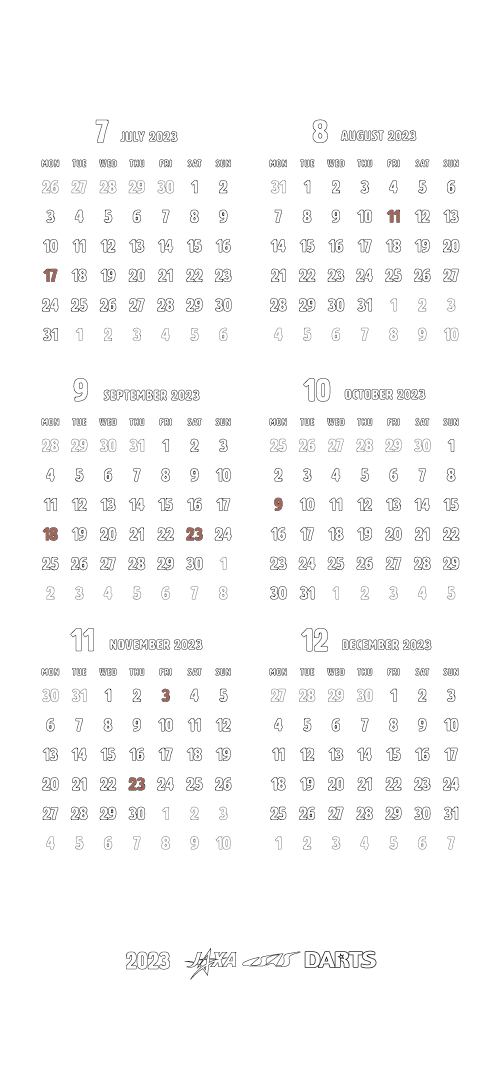 7 JULY 2023
MON TUE WED THU FRI SAT SUN
26 27 28 29 30 1 2
3 4 5 6 7 8 9
10 11 12 13 14 15 16
17 18 19 20 21 22 23
24 25 26 27 28 29 30
31 1 2 3 4 5 6
8 AUGUST 2023
MON TUE WED THU FRI SAT SUN
31 1 2 3 4 5 6
7 8 9 10 11 12 13
14 15 16 17 18 19 20
21 22 23 24 25 26 27
28 29 30 31 1 2 3
4 5 6 7 8 9 10
9 SEPTEMBER 2023
MON TUE WED THU FRI SAT SUN
28 29 30 31 1 2 3
4 5 6 7 8 9 10
11 12 13 14 15 16 17
18 19 20 21 22 23 24
25 26 27 28 29 30 1
2 3 4 5 6 7 8
10 OCTOBER 2023
MON TUE WED THU FRI SAT SUN
25 26 27 28 29 30 1
2 3 4 5 6 7 8
9 10 11 12 13 14 15
16 17 18 19 20 21 22
23 24 25 26 27 28 29
30 31 1 2 3 4 5
11 NOVEMBER 2023
MON TUE WED THU FRI SAT SUN
30 31 1 2 3 4 5
6 7 8 9 10 11 12
13 14 15 16 17 18 19
20 21 22 23 24 25 26
27 28 29 30 1 2 3
4 5 6 7 8 9 10
12 DECEMBER 2023
MON TUE WED THU FRI SAT SUN
27 28 29 30 1 2 3
4 5 6 7 8 9 10
11 12 13 14 15 16 17
18 19 20 21 22 23 24
25 26 27 28 29 30 31
1 2 3 4 5 6 7
2023 JAXA DARTS